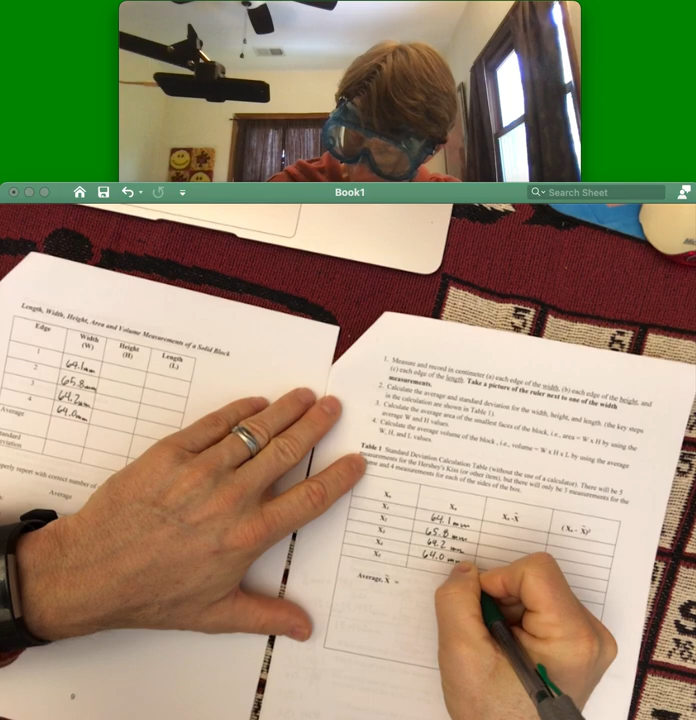 Book1
Search Sheet
Length, Width, Height, Area and Volume Measurements of a Solid Block
Edge Width (W) Height (H) Length (L)
1 64.1mm
2 65.8mm
3 64.2mm
4 64.0mm
Average
9
1. Measure and record in centimeter (a) each edge of the width, (b) each edge of the height, and
(c) each edge of the length. Take a picture of the ruler next to one of the width
measurements.
2. Calculate the average and standard deviation for the width, height, and length. (the key steps
in the calculation are shown in Table 1).
3. Calculate the average area of the smallest faces of the block, i.e., area = W x H by using the
average W and H values.
4. Calculate the average volume of the block, i.e., volume = W x H x L by using the average
W, H, and L values.
Table 1 Standard Deviation Calculation Table (without the use of a calculator). There will be 5
measurements for the Hershey's Kiss (or other item), but there will only be 3 measurements for the
and 4 measurements for each of the sides of the box.
X₁ 64.1mm
X₂ 65.8mm
X₃ 64.2 mm
X₄ 64.0 mm
Average, X̄ =